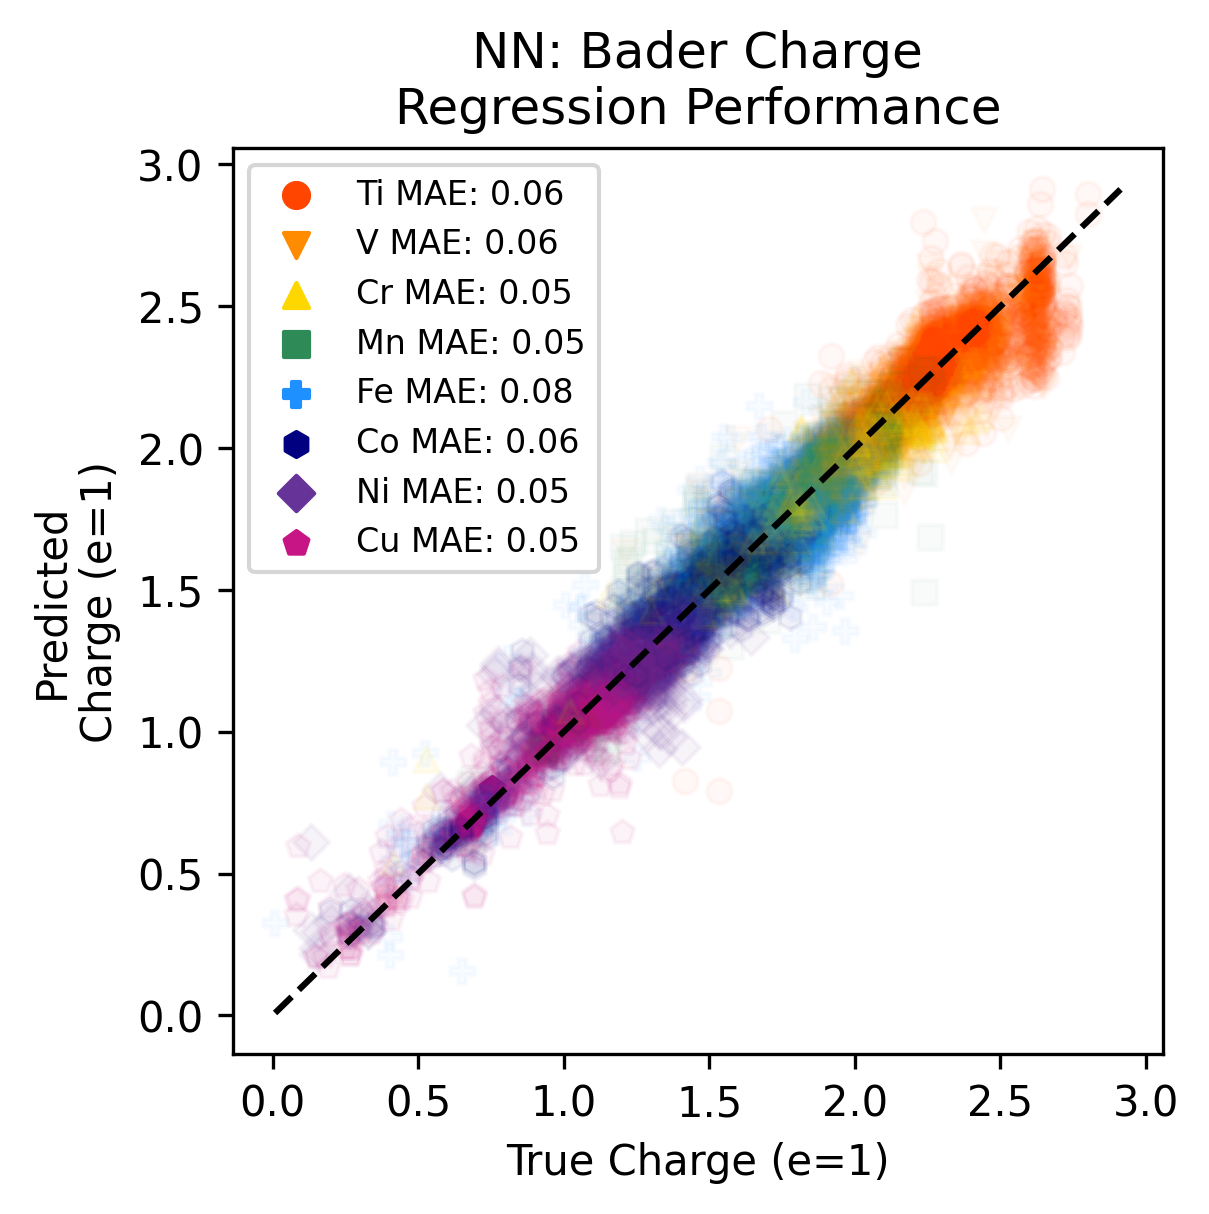 NN: Bader Charge
Regression Performance
3.0
2.5
2.0
1.5
1.0
0.5
0.0
Predicted
Charge (e=1)
Ti MAE: 0.06
V MAE: 0.06
Cr MAE: 0.05
Mn MAE: 0.05
Fe MAE: 0.08
Co MAE: 0.06
Ni MAE: 0.05
Cu MAE: 0.05
0.0 0.5 1.0 1.5 2.0 2.5 3.0
True Charge (e=1)